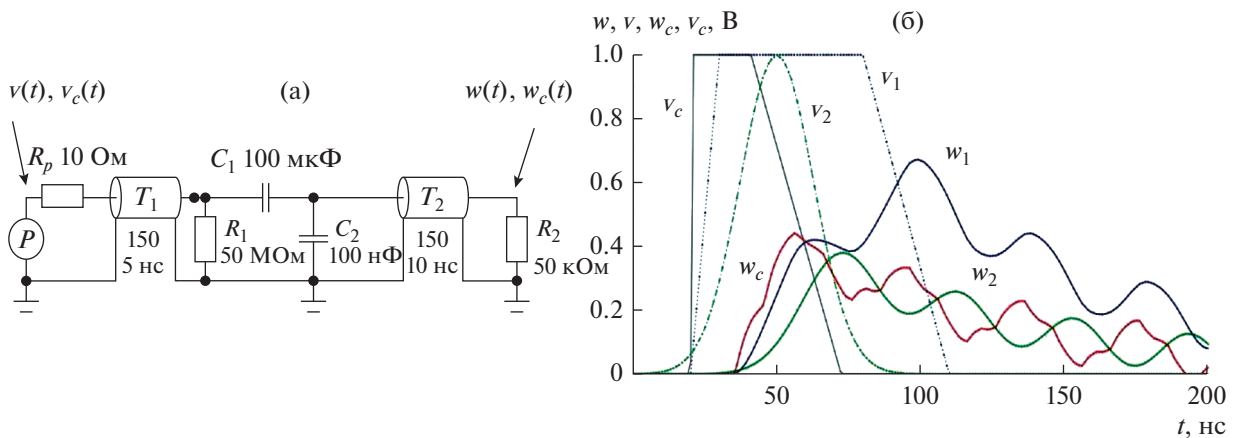 v(t), v_c(t)
(а)
w(t), w_c(t)
R_p 10 Ом
C_1 100 мкФ
T_1
T_2
P
150
5 нс
R_1
50 МОм
C_2
100 нФ
150
10 нс
R_2
50 кОм
w, v, w_c, v_c, В
(б)
1.0
0.8
0.6
0.4
0.2
0
v_c
v_2
v_1
w_1
w_c
w_2
50
100
150
200
t, нс